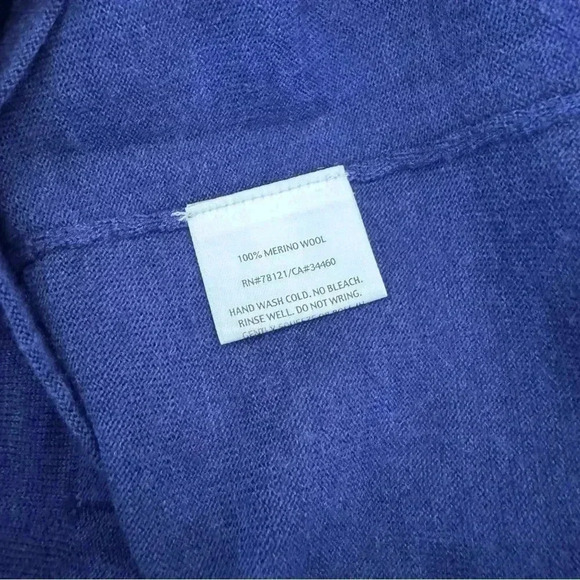 100% MERINO WOOL
RN#78121/CA#34460
HAND WASH COLD. NO BLEACH.
RINSE WELL. DO NOT WRING.